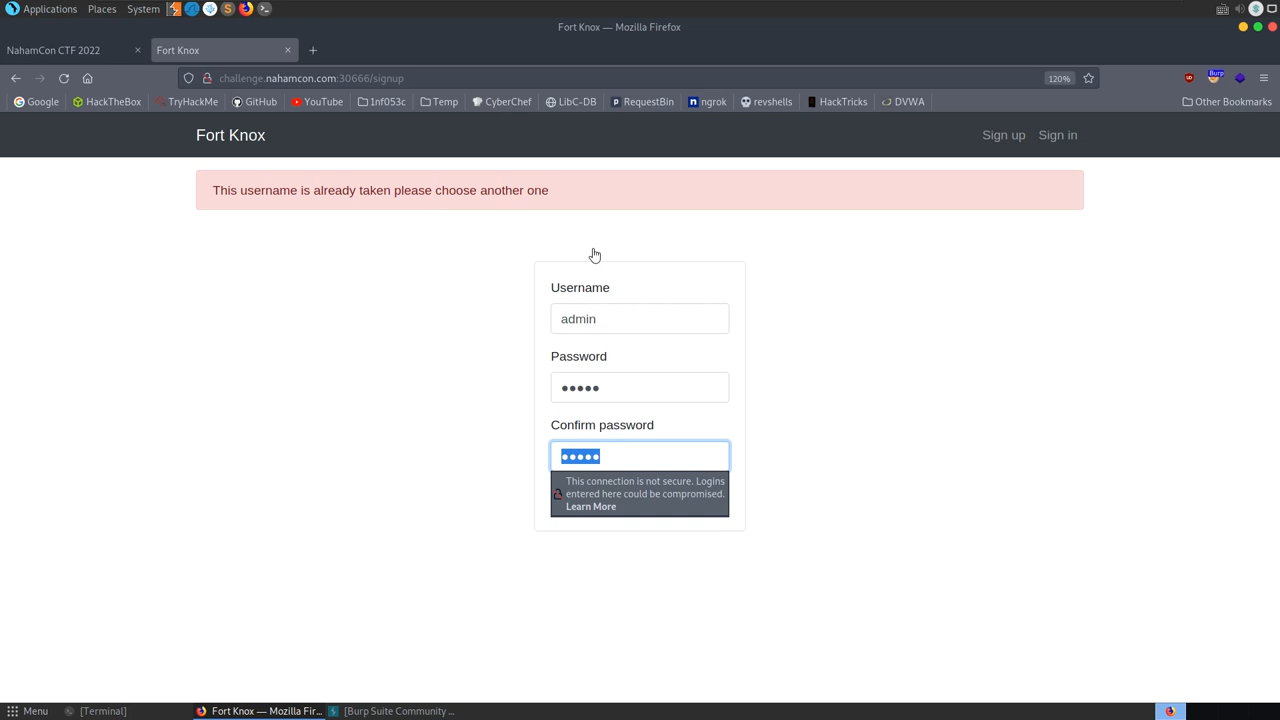 Applications Places System
Fort Knox — Mozilla Firefox
NahamCon CTF 2022 × Fort Knox × +
challenge.nahamcon.com:30666/signup 120% Burp
Google HackTheBox TryHackMe GitHub YouTube 1nf053c Temp CyberChef LibC-DB RequestBin ngrok revshells HackTricks DVWA Other Bookmarks
Fort Knox Sign up Sign in
This username is already taken please choose another one
Username
admin
Password
●●●●●
Confirm password
●●●●●
This connection is not secure. Logins
entered here could be compromised.
Learn More
Menu [Terminal] Fort Knox — Mozilla Fir... [Burp Suite Community ...